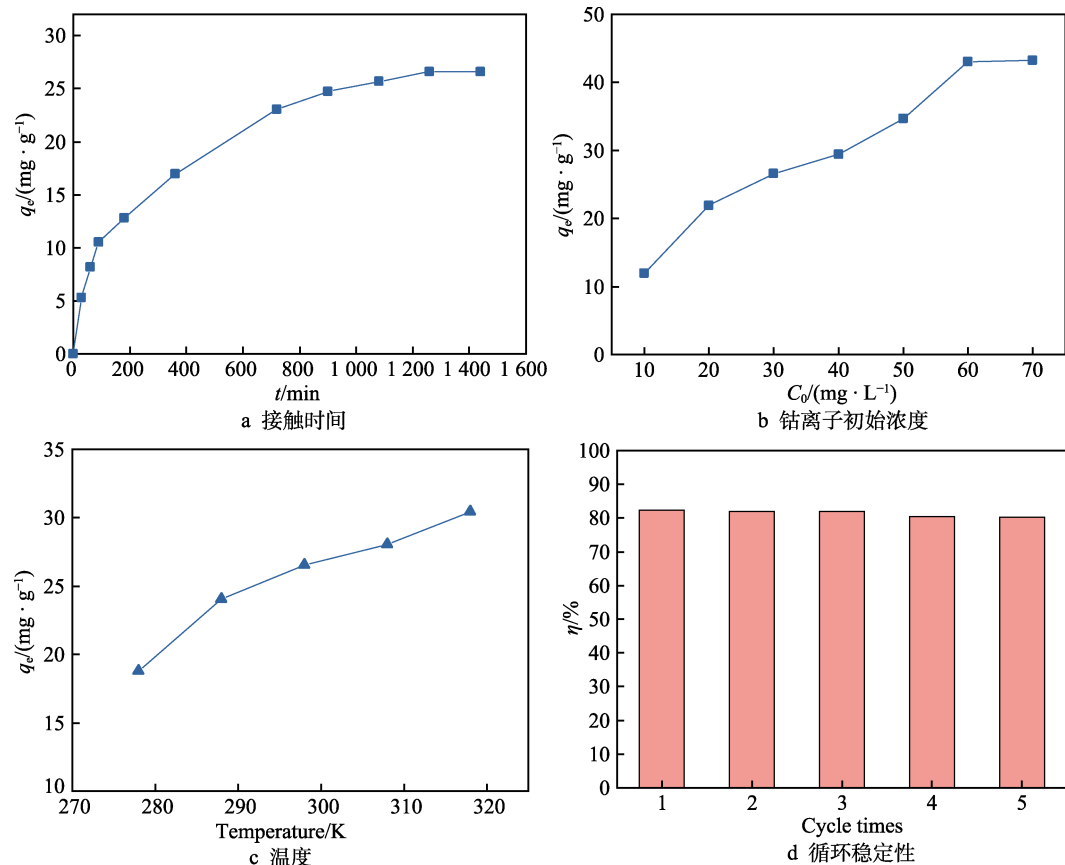 30
25
20
15
10
5
0
qₑ/(mg · g⁻¹)
0 200 400 600 800 1 000 1 200 1 400 1 600
t/min
a 接触时间
50
40
30
20
10
0
qₑ/(mg · g⁻¹)
10 20 30 40 50 60 70
C₀/(mg · L⁻¹)
b 钴离子初始浓度
35
30
25
20
15
10
qₑ/(mg · g⁻¹)
270 280 290 300 310 320
Temperature/K
c 温度
100
90
80
70
60
50
40
30
20
10
0
η/%
1 2 3 4 5
Cycle times
d 循环稳定性